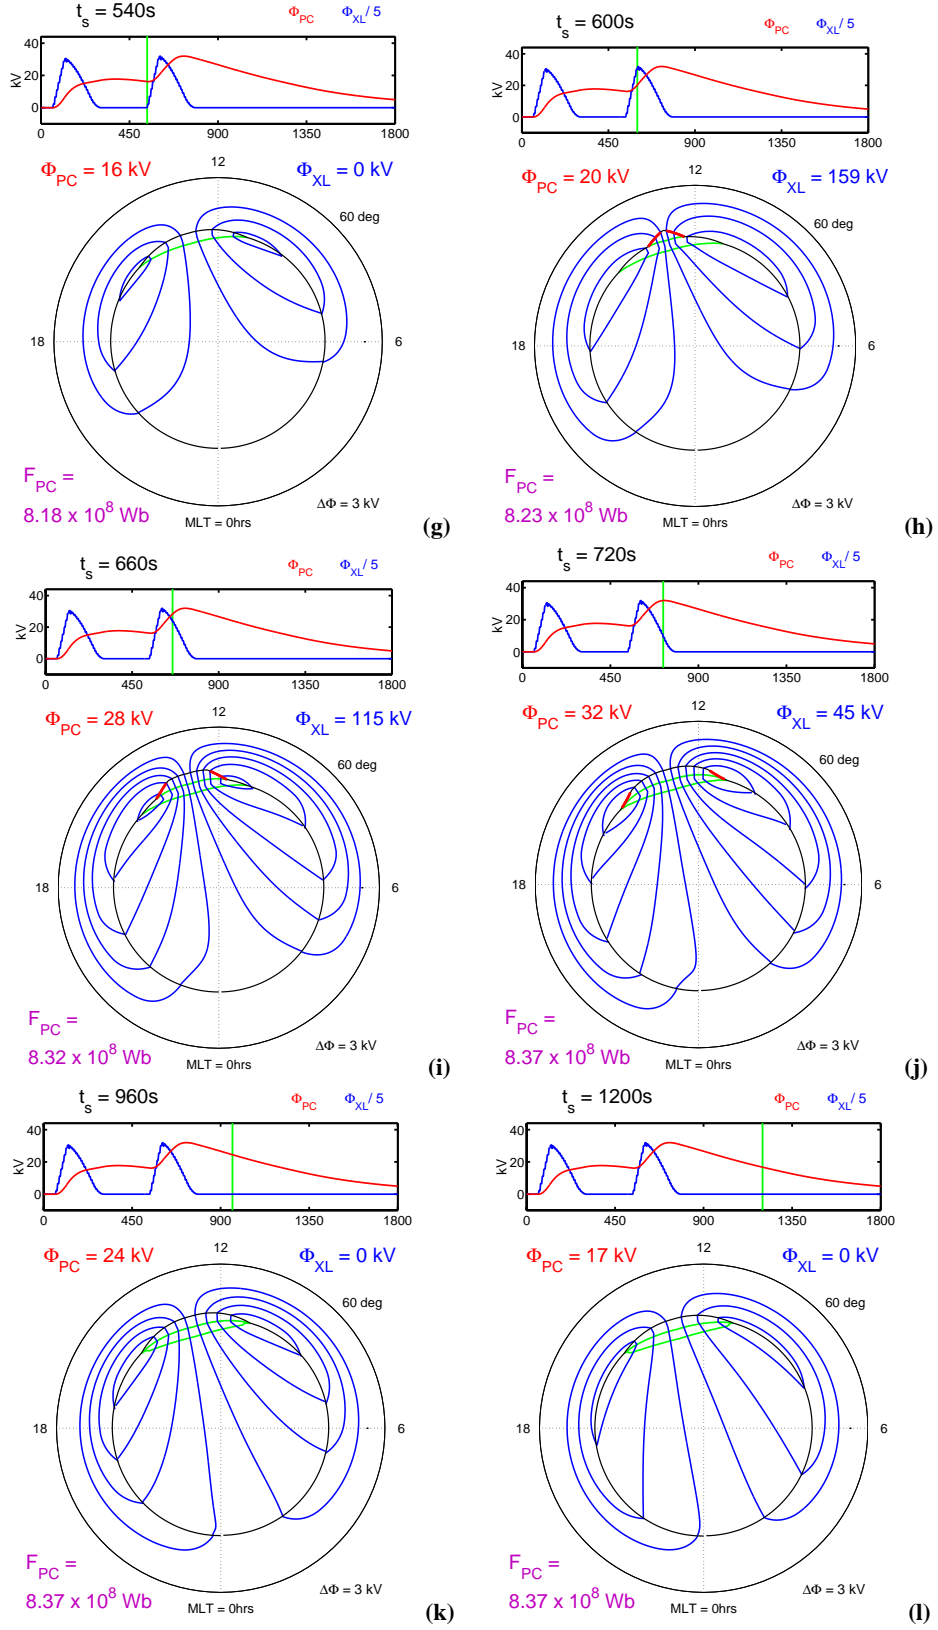 t_s = 540s Φ_PC Φ_XL/ 5
40
20
0
kV
0 450 900 1350 1800
Φ_PC = 16 kV 12 Φ_XL = 0 kV
60 deg
18 6
F_PC =
8.18 x 10^8 Wb
MLT = 0hrs
ΔΦ = 3 kV
(g)
t_s = 600s Φ_PC Φ_XL/ 5
40
20
0
kV
0 450 900 1350 1800
Φ_PC = 20 kV 12 Φ_XL = 159 kV
60 deg
18 6
F_PC =
8.23 x 10^8 Wb
MLT = 0hrs
ΔΦ = 3 kV
(h)
t_s = 660s Φ_PC Φ_XL/ 5
40
20
0
kV
0 450 900 1350 1800
Φ_PC = 28 kV 12 Φ_XL = 115 kV
60 deg
18 6
F_PC =
8.32 x 10^8 Wb
MLT = 0hrs
ΔΦ = 3 kV
(i)
t_s = 720s Φ_PC Φ_XL/ 5
40
20
0
kV
0 450 900 1350 1800
Φ_PC = 32 kV 12 Φ_XL = 45 kV
60 deg
18 6
F_PC =
8.37 x 10^8 Wb
MLT = 0hrs
ΔΦ = 3 kV
(j)
t_s = 960s Φ_PC Φ_XL/ 5
40
20
0
kV
0 450 900 1350 1800
Φ_PC = 24 kV 12 Φ_XL = 0 kV
60 deg
18 6
F_PC =
8.37 x 10^8 Wb
MLT = 0hrs
ΔΦ = 3 kV
(k)
t_s = 1200s Φ_PC Φ_XL/ 5
40
20
0
kV
0 450 900 1350 1800
Φ_PC = 17 kV 12 Φ_XL = 0 kV
60 deg
18 6
F_PC =
8.37 x 10^8 Wb
MLT = 0hrs
ΔΦ = 3 kV
(l)